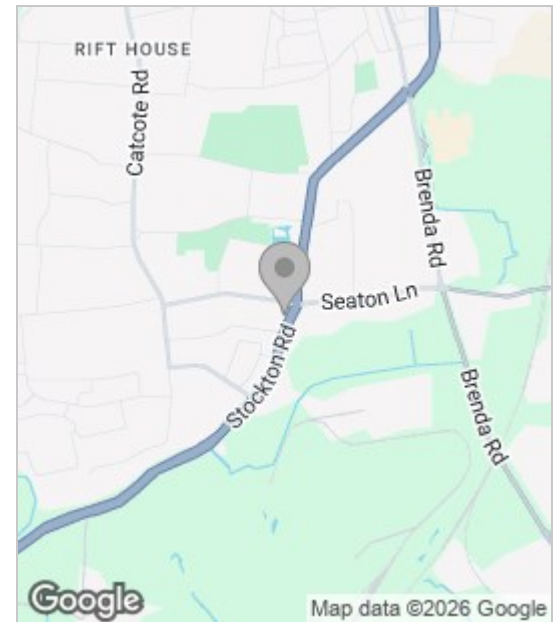 RIFT HOUSE
Catcote Rd
Brenda Rd
Seaton Ln
Stockton Rd
Brenda Rd
Google
Map data ©2026 Google